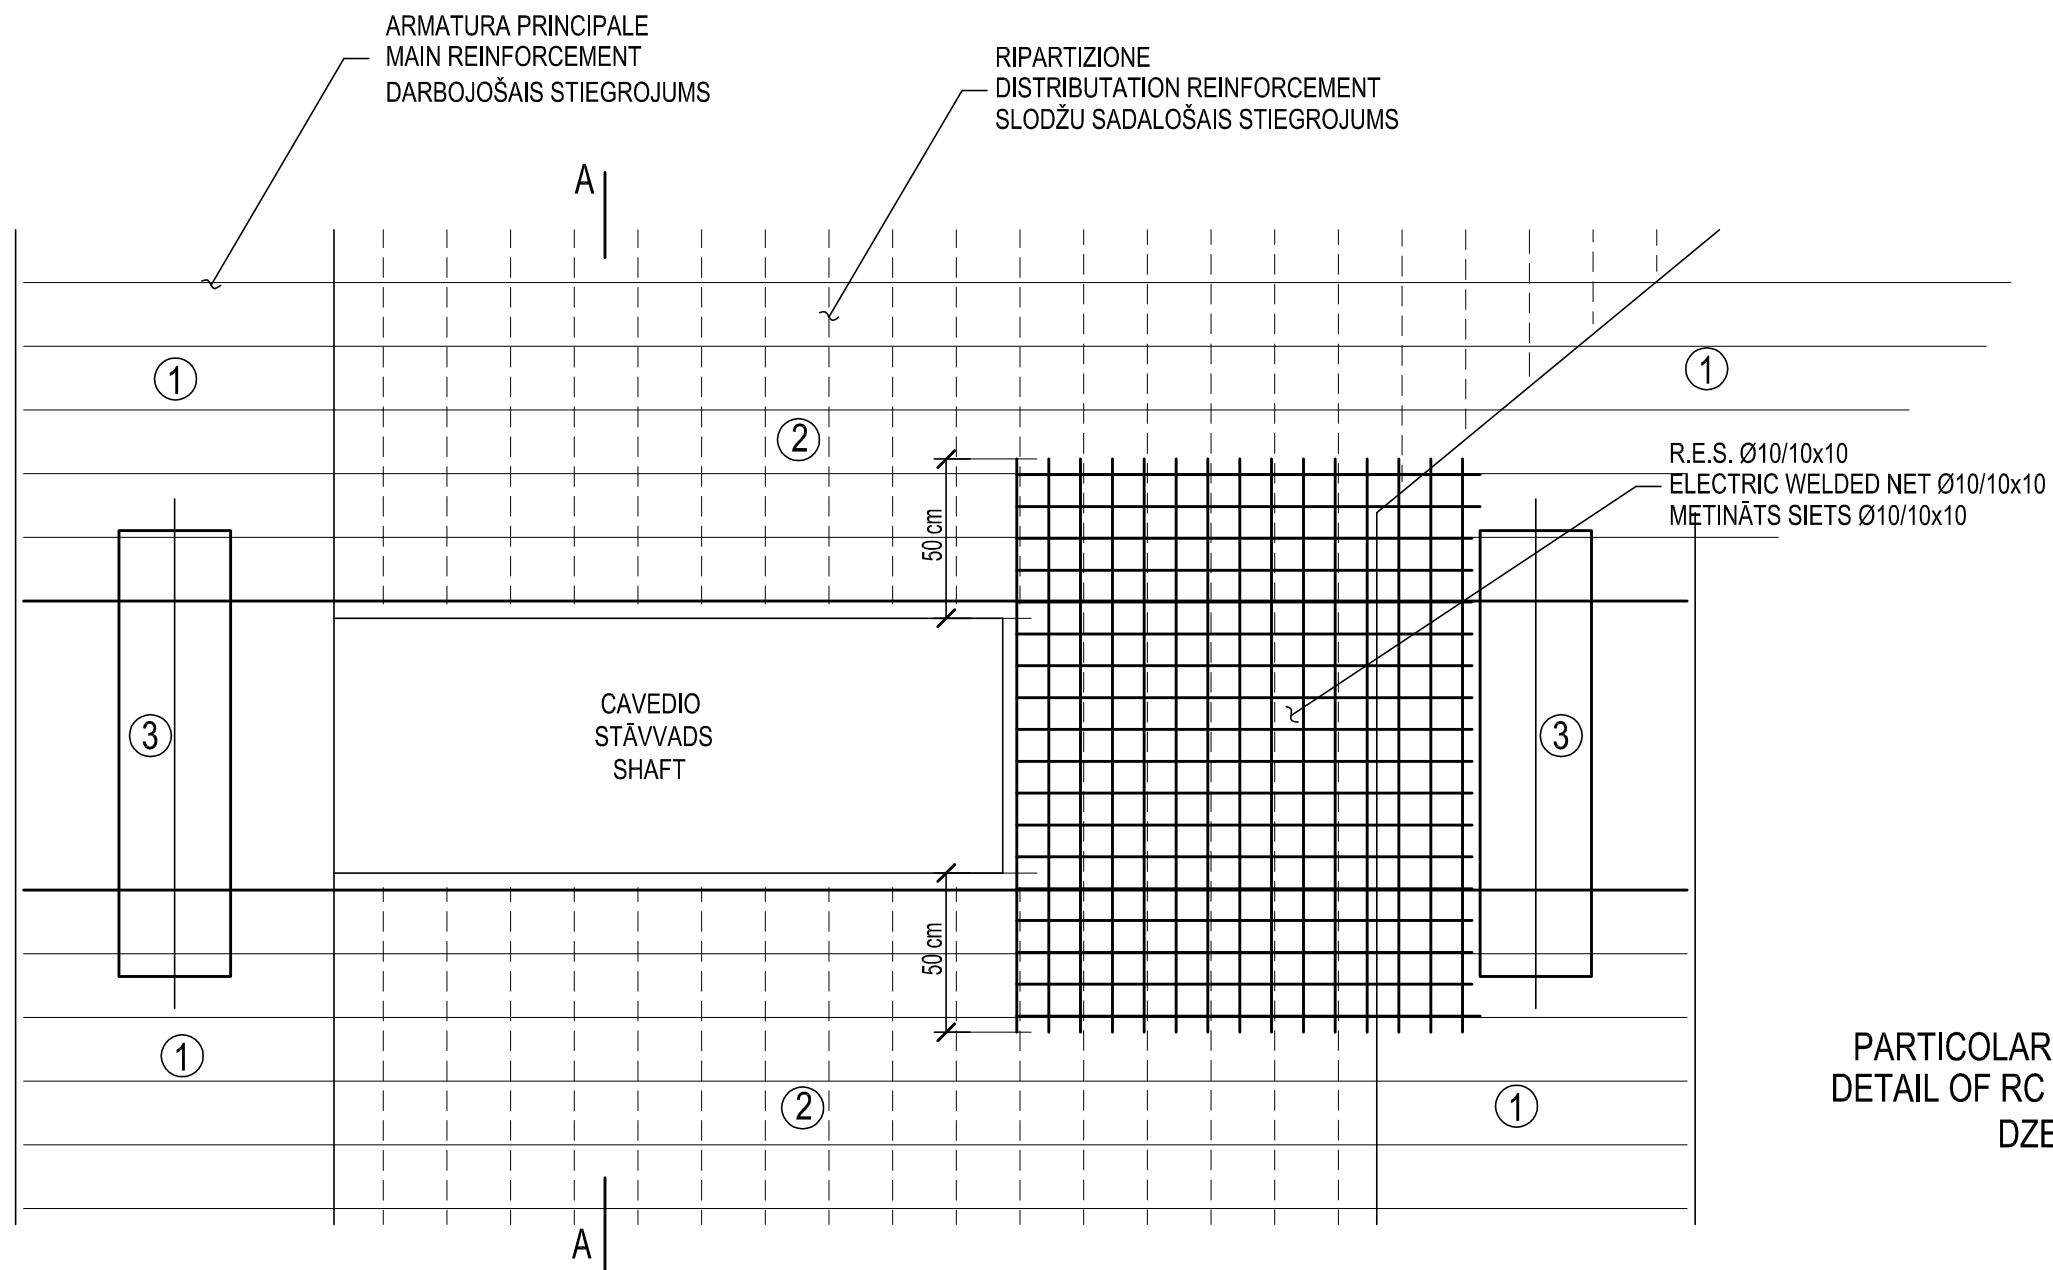 ARMATURA PRINCIPALE
MAIN REINFORCEMENT
DARBOJOŠAIS STIEGROJUMS
RIPARTIZIONE
DISTRIBUTATION REINFORCEMENT
SLODŽU SADALOŠAIS STIEGROJUMS
A
1
1
2
R.E.S. Ø10/10x10
ELECTRIC WELDED NET Ø10/10x10
METINĀTS SIETS Ø10/10x10
50 cm
CAVEDIO
STĀVVADS
SHAFT
3
3
50 cm
1
2
1
PARTICOLAR
DETAIL OF RC
DZE
A